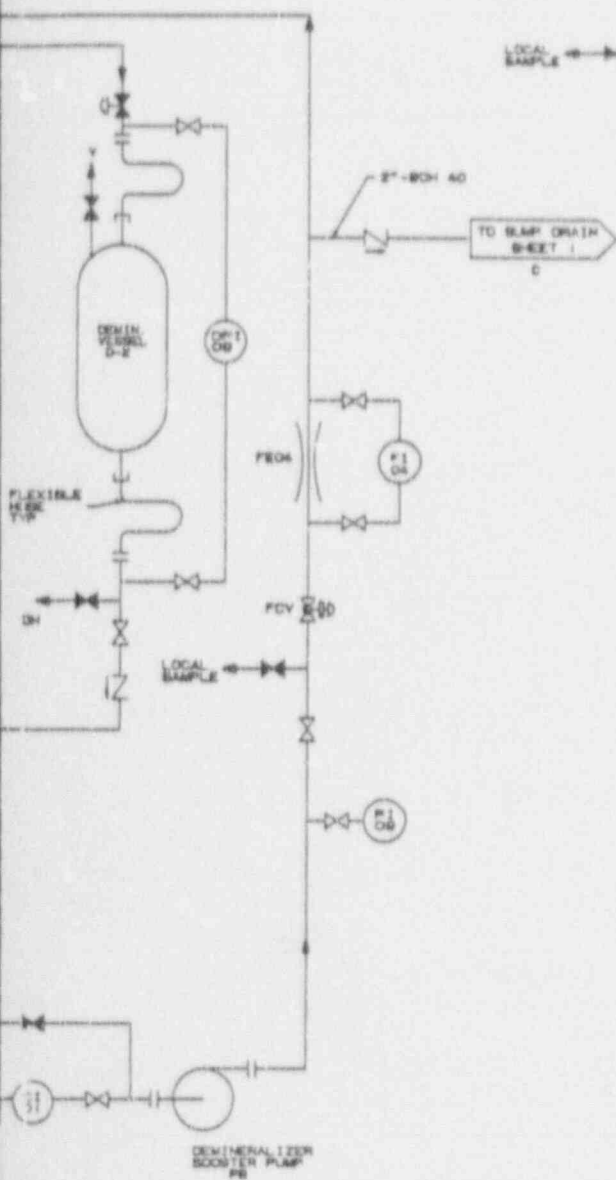 LOCAL
SAMPLE
V
2"-SCH 40
TO SUMP DRAIN
SHEET 1
C
DEMIN.
VESSEL
D-2
DPI
FE04
FI
04
FLEXIBLE
HOSE
TYP
FCV
LOCAL
SAMPLE
PI
DEMINERALIZER
BOOSTER PUMP